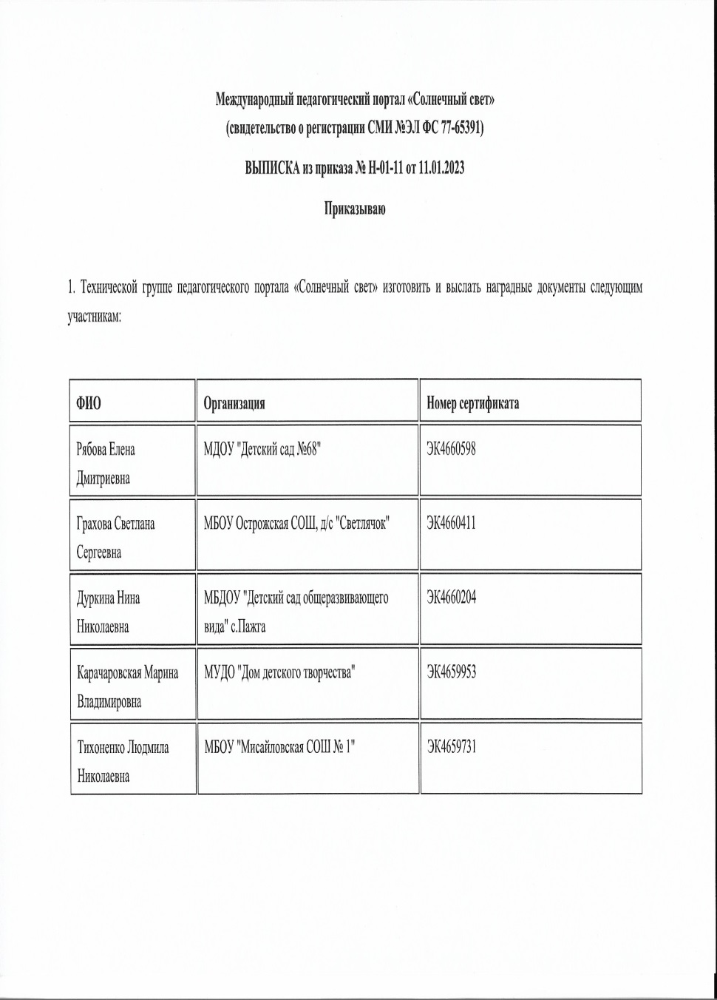 Международный педагогический портал «Солнечный свет»
(свидетельство о регистрации СМИ №ЭЛ ФС 77-65391)
ВЫПИСКА из приказа № Н-01-11 от 11.01.2023
Приказываю
1. Технической группе педагогического портала «Солнечный свет» изготовить и выслать наградные документы следующим
участникам:
ФИО Организация Номер сертификата
Рябова Елена МДОУ "Детский сад №68" ЭК4660598
Дмитриевна
Грахова Светлана МБОУ Острожская СОШ, д/с "Светлячок" ЭК4660411
Сергеевна
Дуркина Нина МБДОУ "Детский сад общеразвивающего ЭК4660204
Николаевна вида" с.Пажга
Карачаровская Марина МУДО "Дом детского творчества" ЭК4659953
Владимировна
Тихоненко Людмила МБОУ "Мисайловская СОШ № 1" ЭК4659731
Николаевна